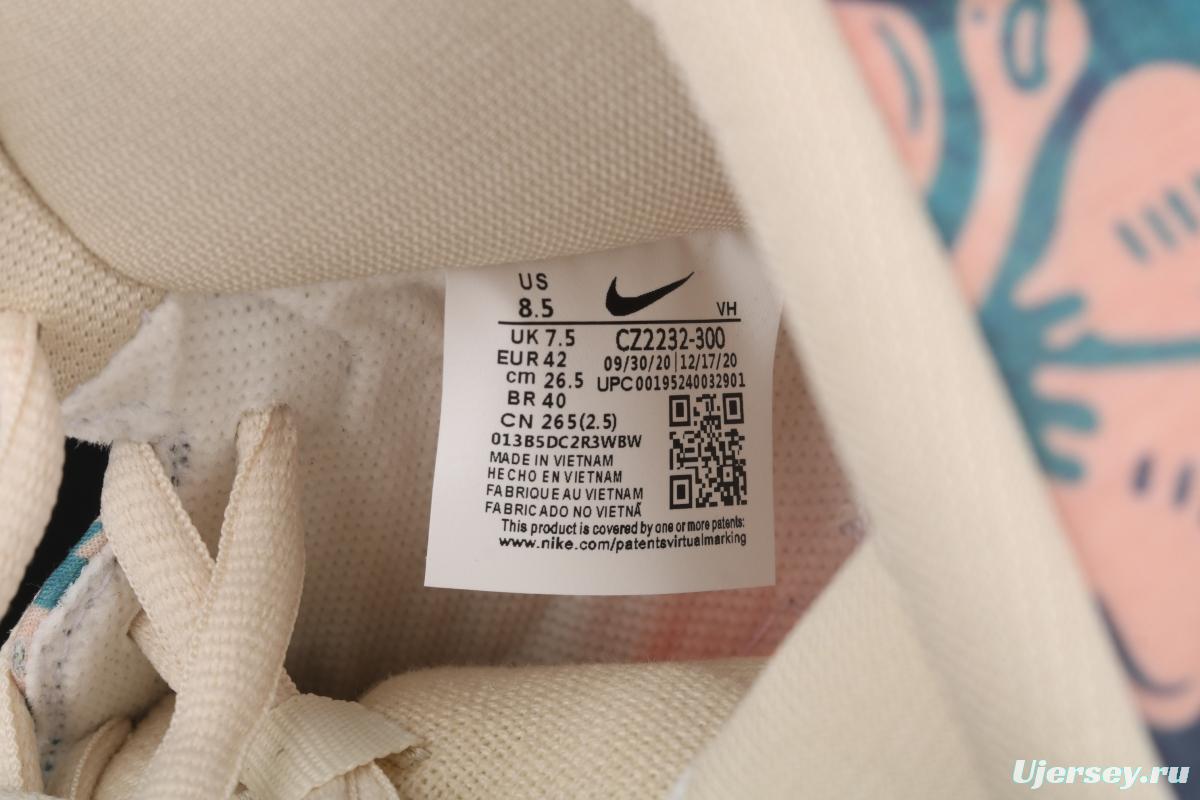 US
8.5
VH
UK 7.5
CZ2232-300
EUR 42
09/30/20 | 12/17/20
cm 26.5
UPC00195240032901
BR 40
CN 265(2.5)
013B5DC2R3WBW
MADE IN VIETNAM
HECHO EN VIETNAM
FABRIQUE AU VIETNAM
FABRICADO NO VIETNÃ
This product is covered by one or more patents:
www.nike.com/patentsvirtualmarking
Ujersey.ru